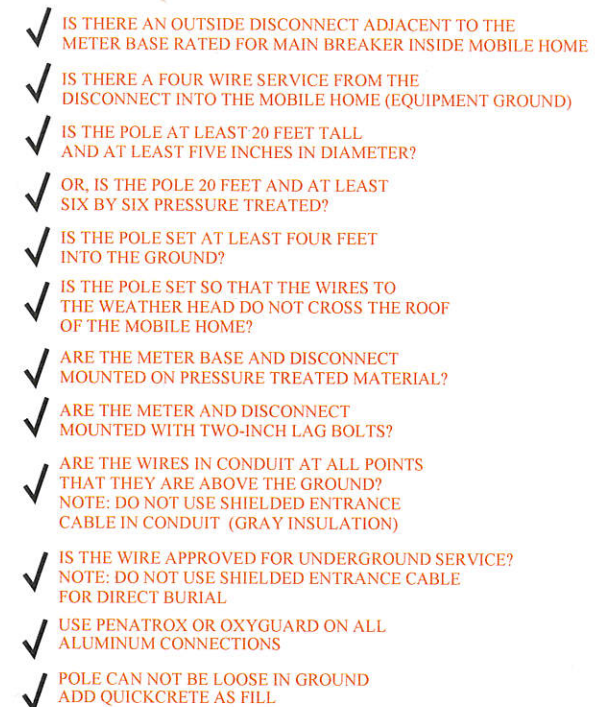 IS THERE AN OUTSIDE DISCONNECT ADJACENT TO THE
METER BASE RATED FOR MAIN BREAKER INSIDE MOBILE HOME
IS THERE A FOUR WIRE SERVICE FROM THE
DISCONNECT INTO THE MOBILE HOME (EQUIPMENT GROUND)
IS THE POLE AT LEAST 20 FEET TALL
AND AT LEAST FIVE INCHES IN DIAMETER?
OR, IS THE POLE 20 FEET AND AT LEAST
SIX BY SIX PRESSURE TREATED?
IS THE POLE SET AT LEAST FOUR FEET
INTO THE GROUND?
IS THE POLE SET SO THAT THE WIRES TO
THE WEATHER HEAD DO NOT CROSS THE ROOF
OF THE MOBILE HOME?
ARE THE METER BASE AND DISCONNECT
MOUNTED ON PRESSURE TREATED MATERIAL?
ARE THE METER AND DISCONNECT
MOUNTED WITH TWO-INCH LAG BOLTS?
ARE THE WIRES IN CONDUIT AT ALL POINTS
THAT THEY ARE ABOVE THE GROUND?
NOTE: DO NOT USE SHIELDED ENTRANCE
CABLE IN CONDUIT (GRAY INSULATION)
IS THE WIRE APPROVED FOR UNDERGROUND SERVICE?
NOTE: DO NOT USE SHIELDED ENTRANCE CABLE
FOR DIRECT BURIAL
USE PENATROX OR OXYGUARD ON ALL
ALUMINUM CONNECTIONS
POLE CAN NOT BE LOOSE IN GROUND
ADD QUICKCRETE AS FILL